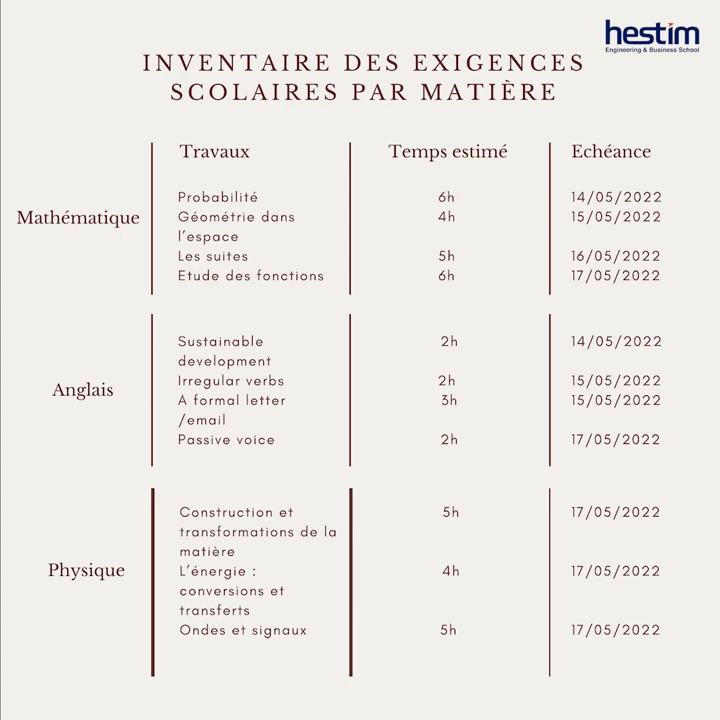 hestim
Engineering & Business School
INVENTAIRE DES EXIGENCES
SCOLAIRES PAR MATIÈRE
Travaux Temps estimé Echéance
Mathématique
Probabilité 6h 14/05/2022
Géométrie dans 4h 15/05/2022
l'espace
Les suites 5h 16/05/2022
Etude des fonctions 6h 17/05/2022
Anglais
Sustainable 2h 14/05/2022
development
Irregular verbs 2h 15/05/2022
A formal letter 3h 15/05/2022
/email
Passive voice 2h 17/05/2022
Physique
Construction et 5h 17/05/2022
transformations de la
matière
L'énergie : 4h 17/05/2022
conversions et
transferts
Ondes et signaux 5h 17/05/2022